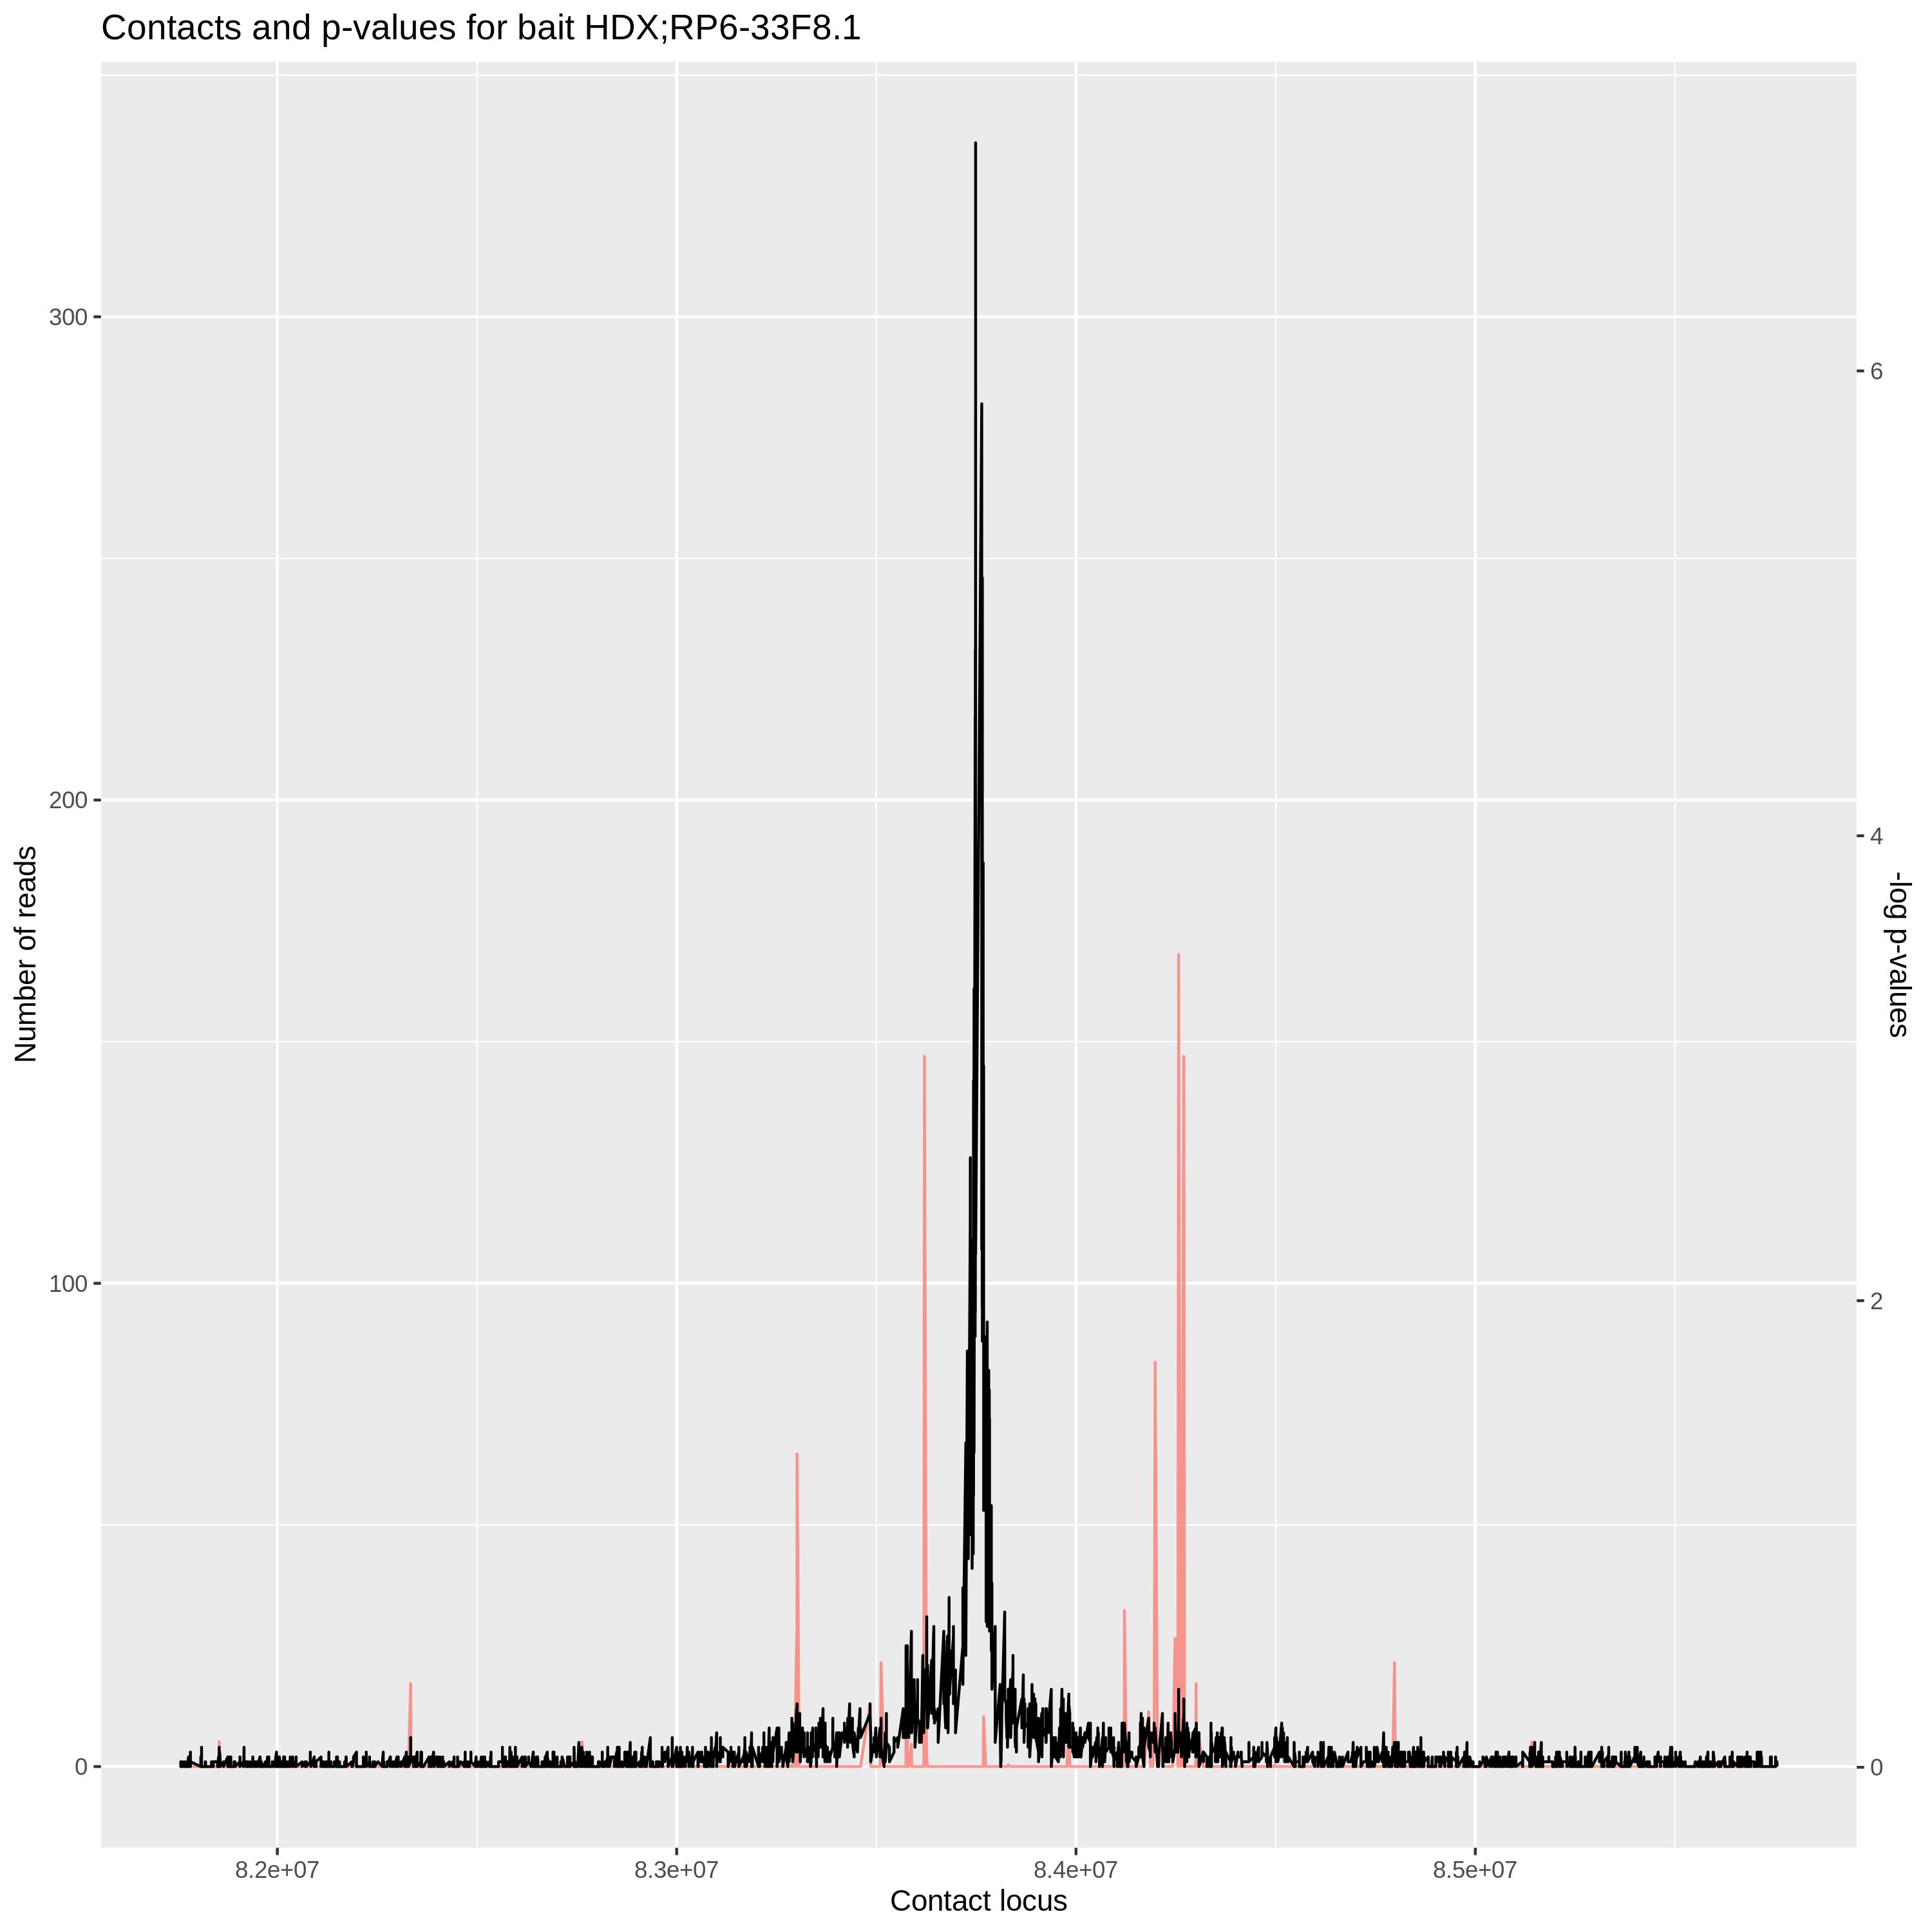 Contacts and p-values for bait HDX;RP6-33F8.1
Number of reads
300
200
100
0
6
4
2
0
-log p-values
8.2e+07
8.3e+07
8.4e+07
8.5e+07
Contact locus